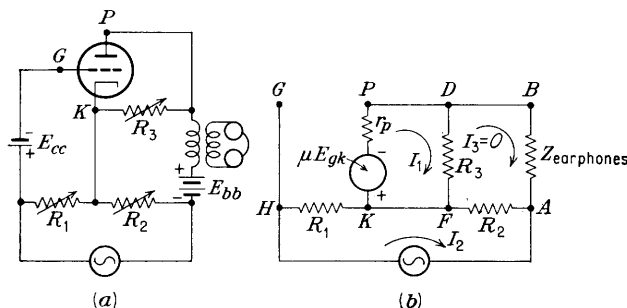 P
G
K
R3
Ecc
- +
+ Ebb -
R1 R2
(a)
G P D B
rp
μEgk
- +
I1
I3=0
R3
Zearphones
H R1 K F R2 A
I2
(b)